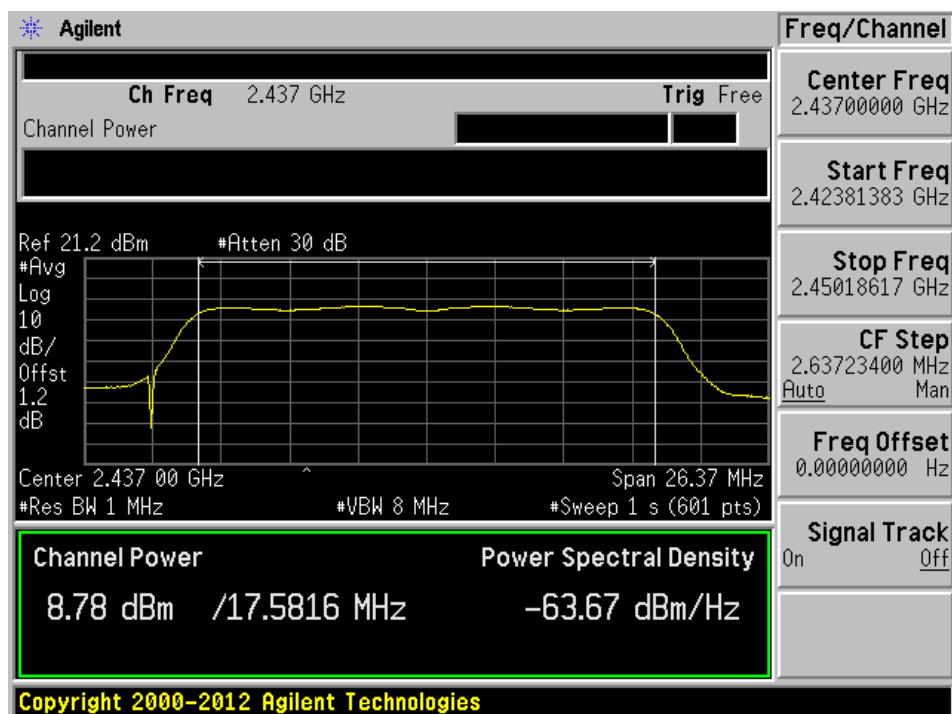 Agilent
Freq/Channel
Ch Freq 2.437 GHz Trig Free
Channel Power
Ref 21.2 dBm #Atten 30 dB
#Avg
Log
10
dB/
Offst
1.2
dB
Center 2.437 00 GHz ^ Span 26.37 MHz
#Res BW 1 MHz #VBW 8 MHz #Sweep 1 s (601 pts)
Channel Power Power Spectral Density
8.78 dBm /17.5816 MHz -63.67 dBm/Hz
Center Freq
2.43700000 GHz
Start Freq
2.42381383 GHz
Stop Freq
2.45018617 GHz
CF Step
2.63723400 MHz
Auto Man
Freq Offset
0.00000000 Hz
Signal Track
On Off
Copyright 2000-2012 Agilent Technologies